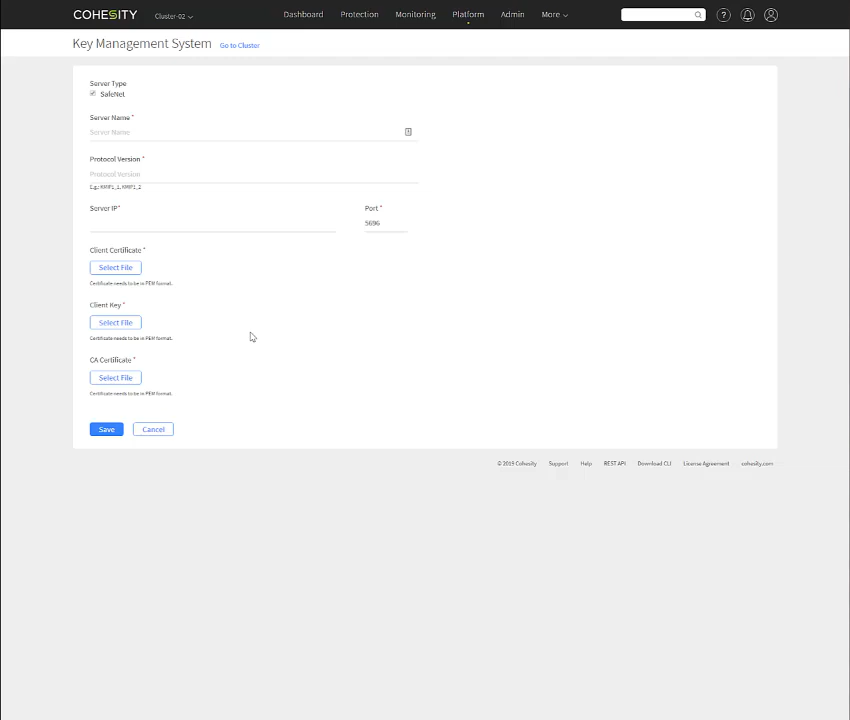 COHESITY Cluster-02 Dashboard Protection Monitoring Platform Admin More
Key Management System Go to Cluster
Server Type
SafeNet
Server Name *
Server Name
Protocol Version *
Protocol Version
E.g.: KMIP1_1, KMIP1_2
Server IP* Port *
5696
Client Certificate *
Select File
Certificate needs to be in PEM format.
Client Key *
Select File
Certificate needs to be in PEM format.
CA Certificate *
Select File
Certificate needs to be in PEM format.
Save Cancel
© 2019 Cohesity Support Help REST API Download CLI License Agreement cohesity.com